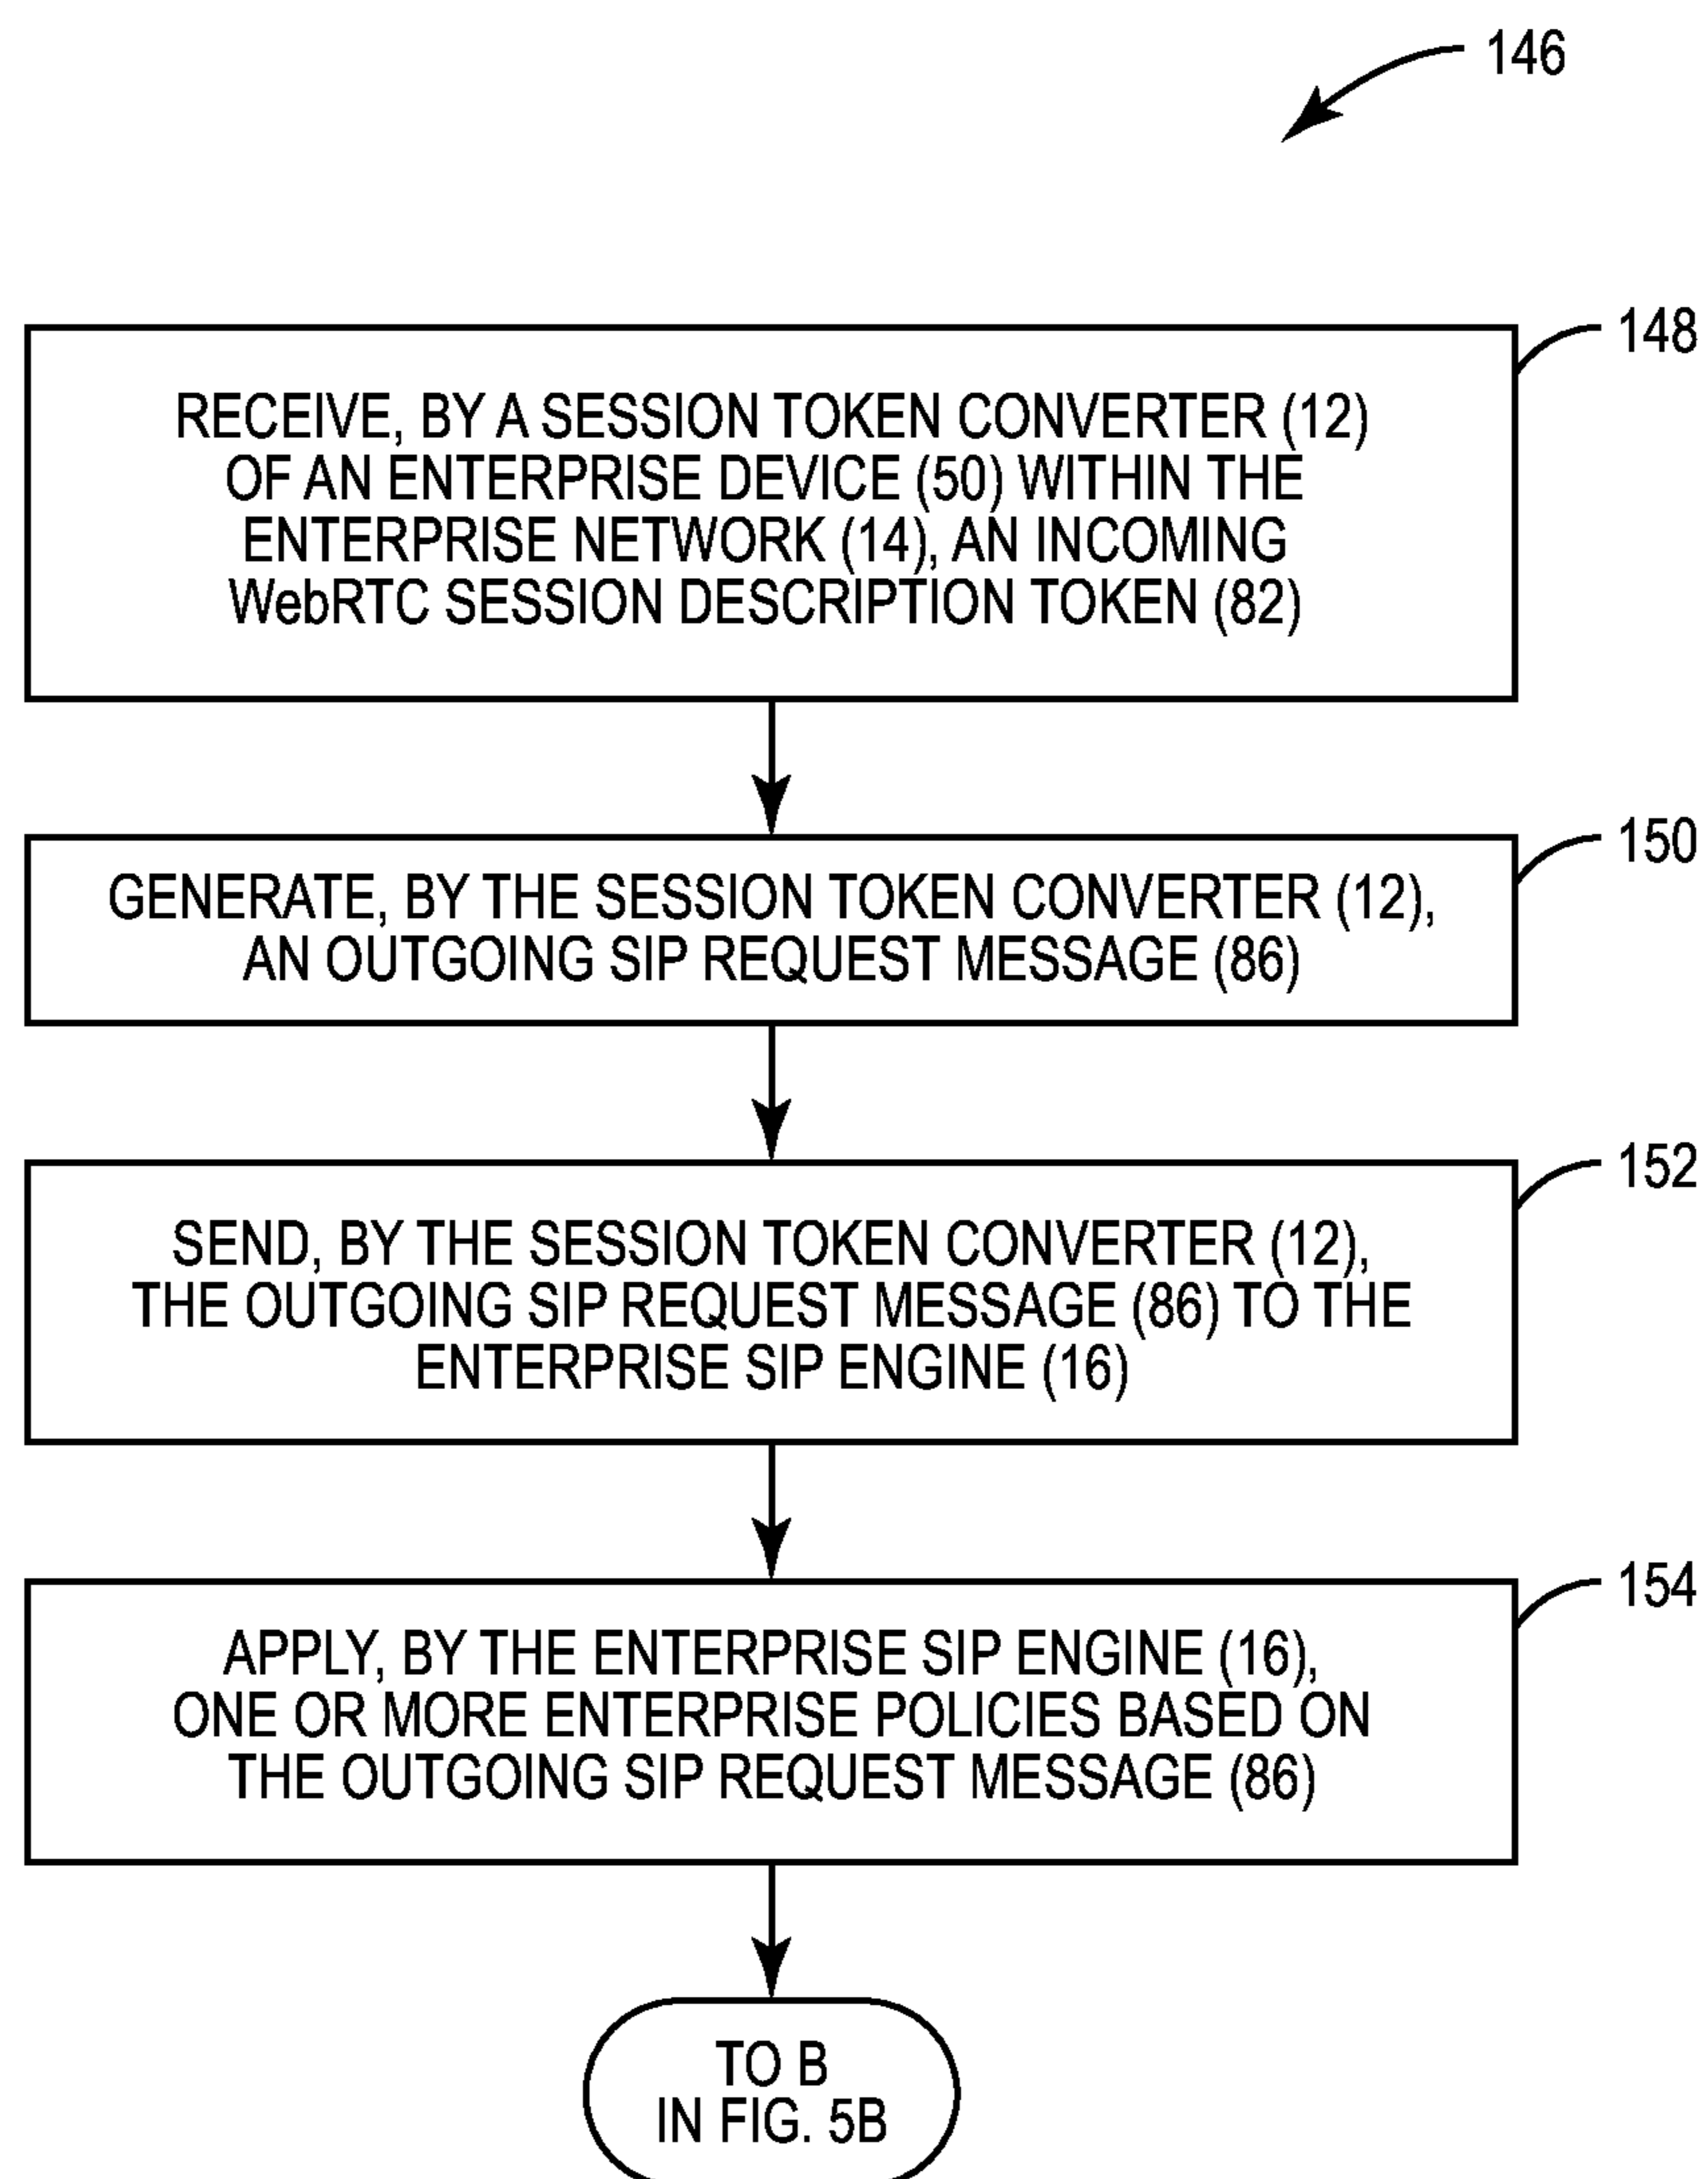 146
148
RECEIVE, BY A SESSION TOKEN CONVERTER (12)
OF AN ENTERPRISE DEVICE (50) WITHIN THE
ENTERPRISE NETWORK (14), AN INCOMING
WebRTC SESSION DESCRIPTION TOKEN (82)
150
GENERATE, BY THE SESSION TOKEN CONVERTER (12),
AN OUTGOING SIP REQUEST MESSAGE (86)
152
SEND, BY THE SESSION TOKEN CONVERTER (12),
THE OUTGOING SIP REQUEST MESSAGE (86) TO THE
ENTERPRISE SIP ENGINE (16)
154
APPLY, BY THE ENTERPRISE SIP ENGINE (16),
ONE OR MORE ENTERPRISE POLICIES BASED ON
THE OUTGOING SIP REQUEST MESSAGE (86)
TO B
IN FIG. 5B